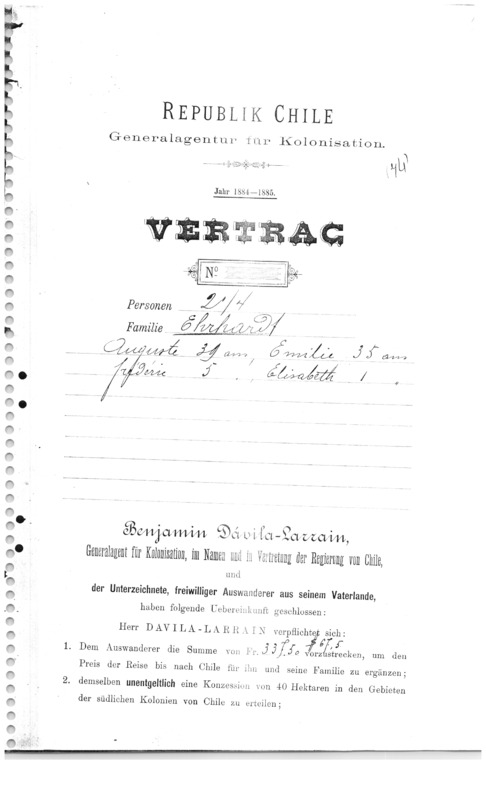 REPUBLIK CHILE
Generalagentur für Kolonisation.
Jahr 1884—1885.
VERTRAG
No
Personen 2 1/4
Familie Ehrhardt
Auguste 39 ans, Emilie 35 ans
frédéric 5 " , Elisabeth 1 "
Benjamin Dávila-Larrain,
Generalagent für Kolonisation, im Namen und in Vertretung der Regierung von Chile,
und
der Unterzeichnete, freiwilliger Auswanderer aus seinem Vaterlande,
haben folgende Uebereinkunft geschlossen:
Herr DAVILA-LARRAIN verpflichtet sich:
1. Dem Auswanderer die Summe von Fr. 337.50 vorzustrecken, um den
Preis der Reise bis nach Chile für ihn und seine Familie zu ergänzen;
2. demselben unentgeltlich eine Konzession von 40 Hektaren in den Gebieten
der südlichen Kolonien von Chile zu erteilen;